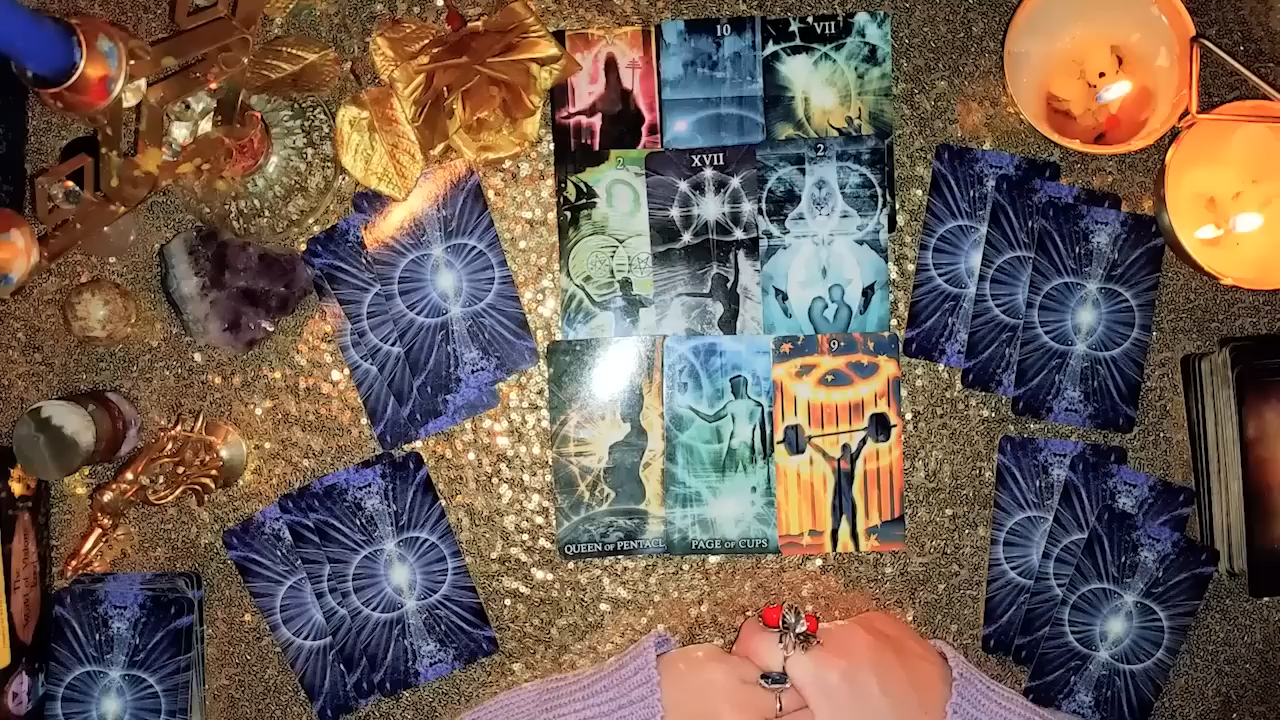 10
VII
2
XVII
2
9
QUEEN OF PENTACL
PAGE OF CUPS